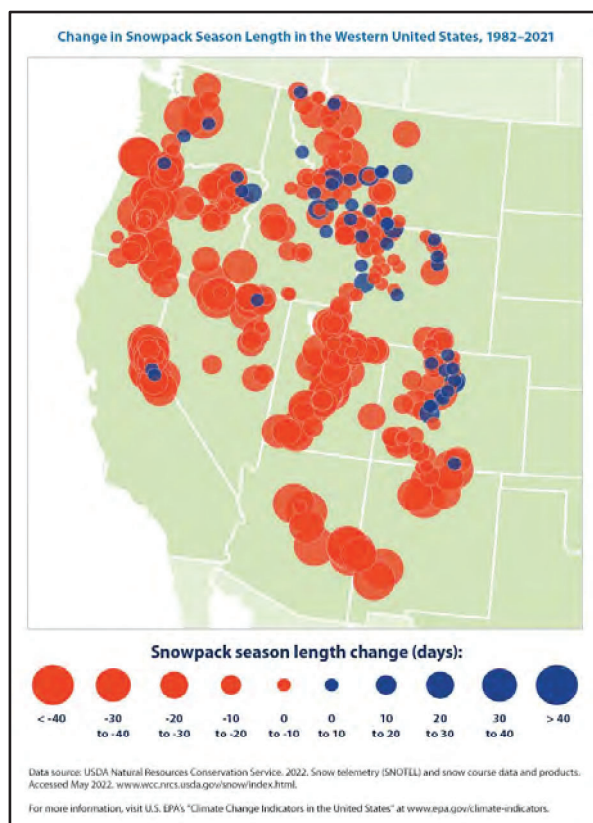 Change in Snowpack Season Length in the Western United States, 1982–2021
Snowpack season length change (days):
< -40
-30
to -40
-20
to -30
-10
to -20
0
to -10
0
to 10
10
to 20
20
to 30
30
to 40
> 40
Data source: USDA Natural Resources Conservation Service. 2022. Snow telemetry (SNOTEL) and snow course data and products.
Accessed May 2022. www.wcc.nrcs.usda.gov/snow/index.html.
For more information, visit U.S. EPA's "Climate Change Indicators in the United States" at www.epa.gov/climate-indicators.